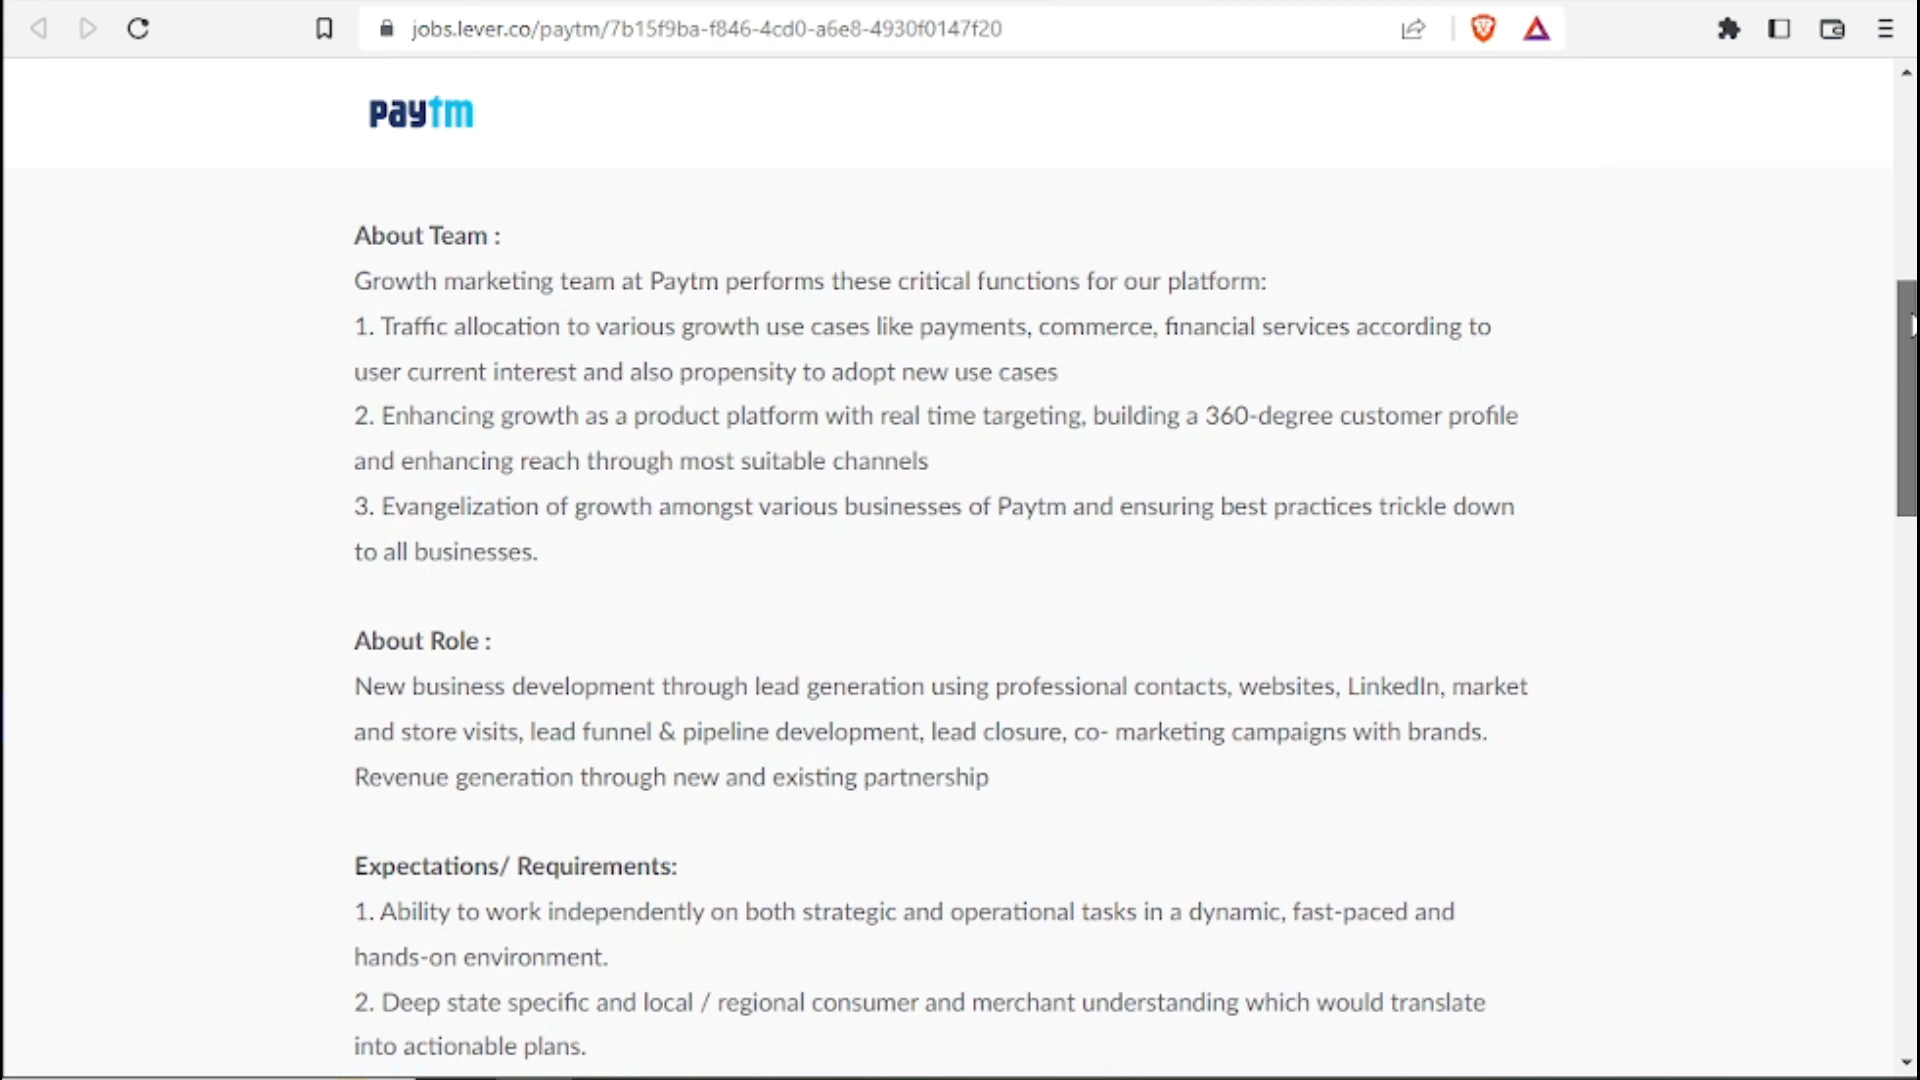 jobs.lever.co/paytm/7b15f9ba-f846-4cd0-a6e8-4930f0147f20
paytm
About Team :
Growth marketing team at Paytm performs these critical functions for our platform:
1. Traffic allocation to various growth use cases like payments, commerce, financial services according to
user current interest and also propensity to adopt new use cases
2. Enhancing growth as a product platform with real time targeting, building a 360-degree customer profile
and enhancing reach through most suitable channels
3. Evangelization of growth amongst various businesses of Paytm and ensuring best practices trickle down
to all businesses.
About Role :
New business development through lead generation using professional contacts, websites, LinkedIn, market
and store visits, lead funnel & pipeline development, lead closure, co- marketing campaigns with brands.
Revenue generation through new and existing partnership
Expectations/ Requirements:
1. Ability to work independently on both strategic and operational tasks in a dynamic, fast-paced and
hands-on environment.
2. Deep state specific and local / regional consumer and merchant understanding which would translate
into actionable plans.